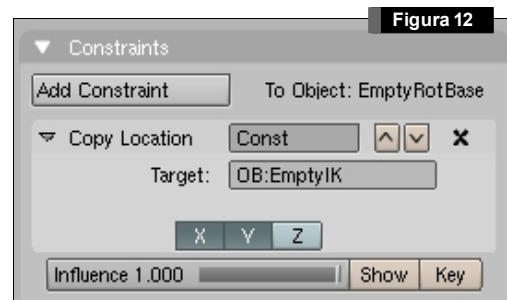 Figura 12
Constraints
Add Constraint To Object: EmptyRotBase
Copy Location Const
Target: OB:EmptyIK
X Y Z
Influence 1.000 Show Key